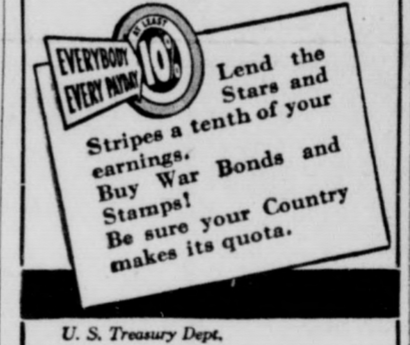 EVERYBODY
EVERY PAYDAY
AT LEAST
10%
Lend the
Stars and
Stripes a tenth of your
earnings.
Buy War Bonds and
Stamps!
Be sure your Country
makes its quota.
U. S. Treasury Dept.